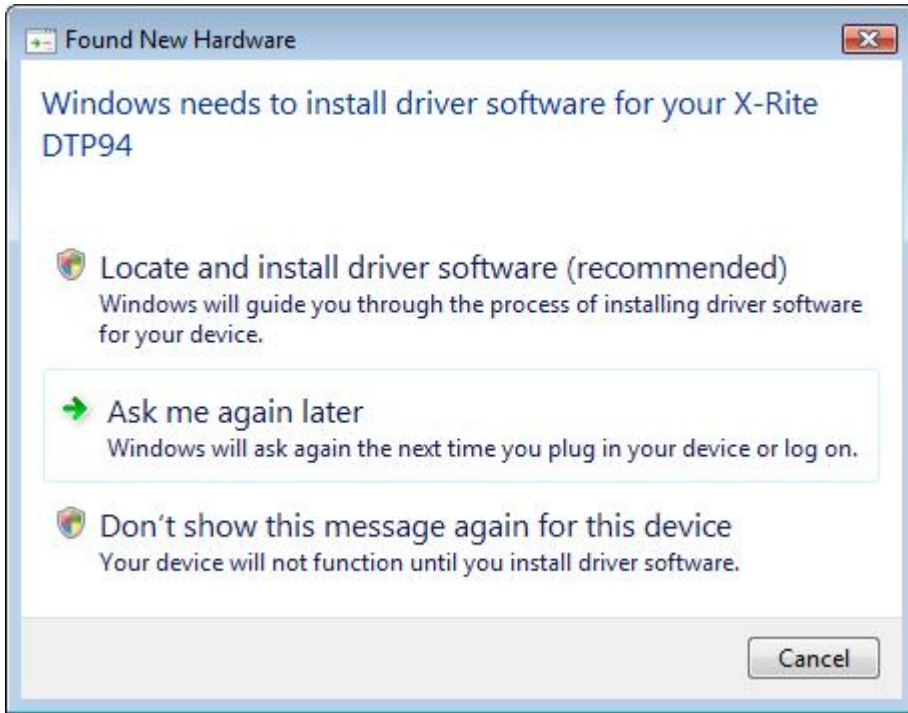 Found New Hardware
Windows needs to install driver software for your X-Rite
DTP94
Locate and install driver software (recommended)
Windows will guide you through the process of installing driver software
for your device.
Ask me again later
Windows will ask again the next time you plug in your device or log on.
Don't show this message again for this device
Your device will not function until you install driver software.
Cancel